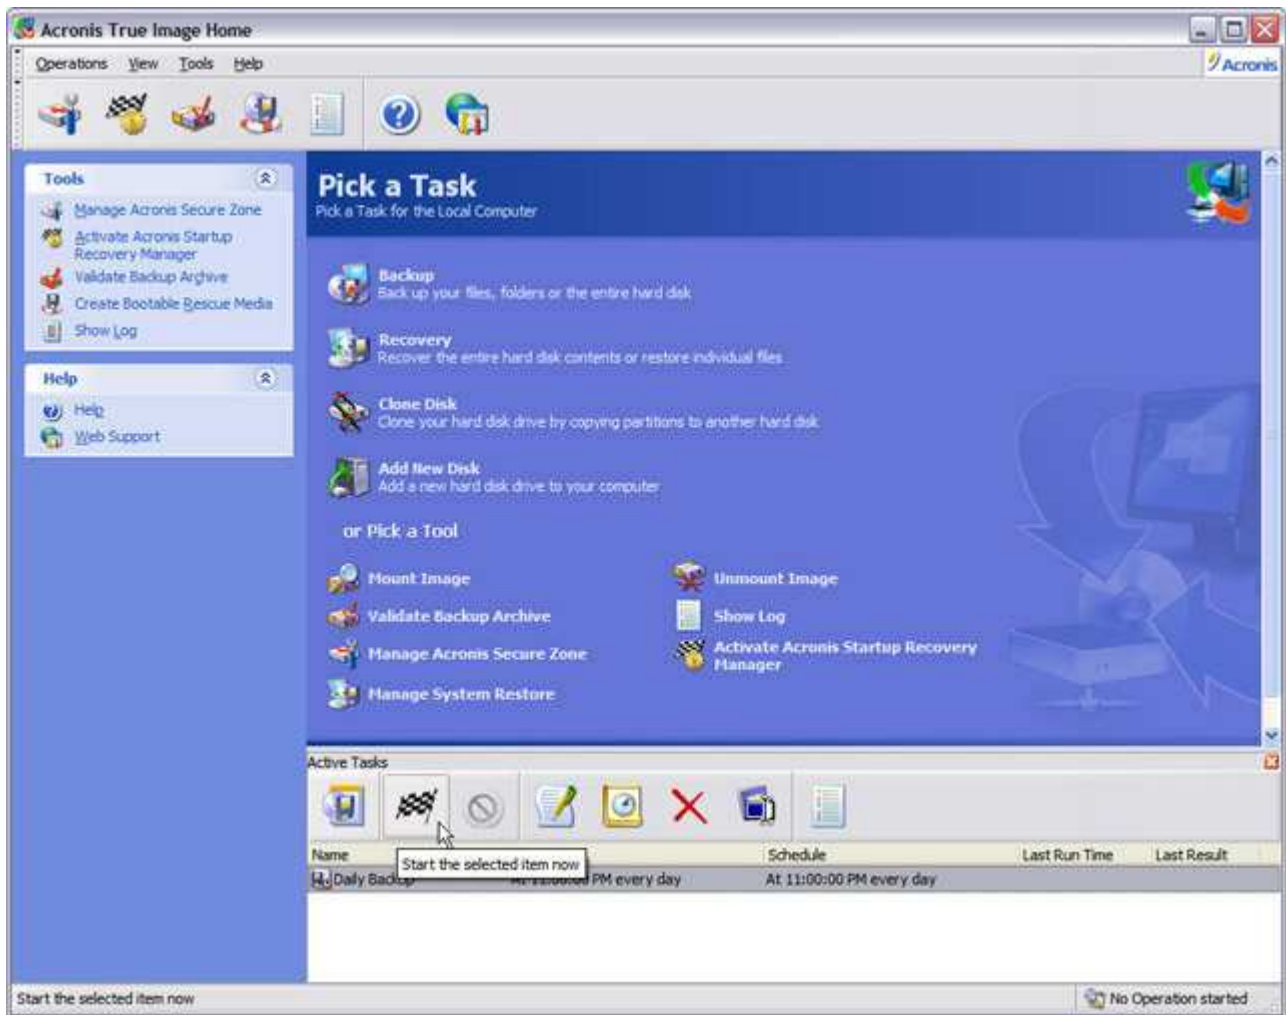 Acronis True Image Home
Operations View Tools Help
Acronis
Tools
Manage Acronis Secure Zone
Activate Acronis Startup
Recovery Manager
Validate Backup Archive
Create Bootable Rescue Media
Show Log
Help
Help
Web Support
Pick a Task
Pick a Task for the Local Computer
Backup
Back up your files, folders or the entire hard disk
Recovery
Recover the entire hard disk contents or restore individual files
Clone Disk
Clone your hard disk drive by copying partitions to another hard disk
Add New Disk
Add a new hard disk drive to your computer
or Pick a Tool
Mount Image
Unmount Image
Validate Backup Archive
Show Log
Manage Acronis Secure Zone
Activate Acronis Startup Recovery
Manager
Manage System Restore
Active Tasks
Name Schedule Last Run Time Last Result
Start the selected item now
Daily Backup At 11:00:00 PM every day At 11:00:00 PM every day
Start the selected item now No Operation started